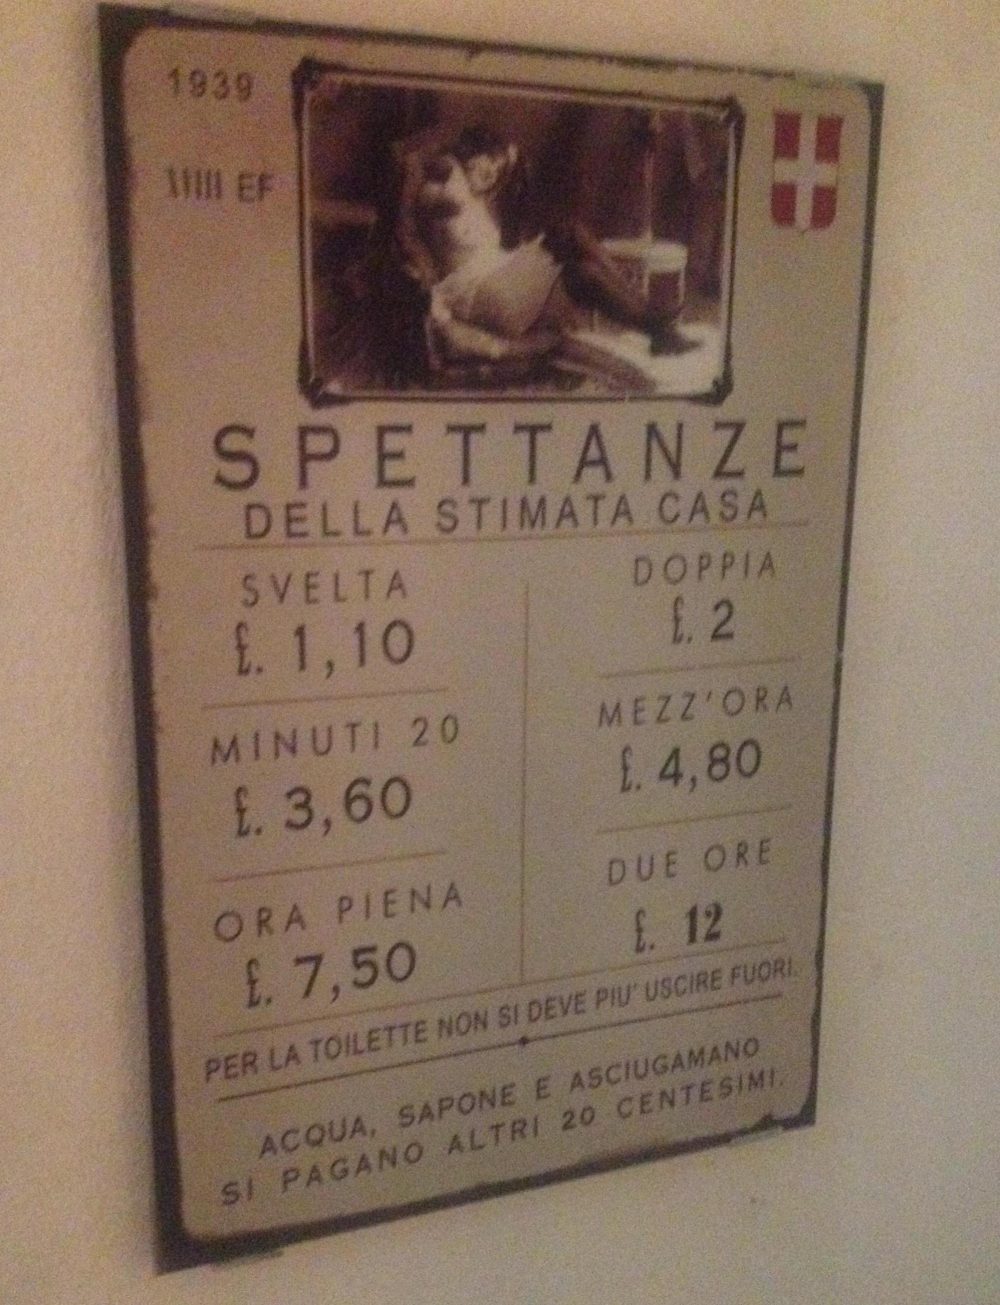 1939
EF
SPETTANZE
DELLA STIMATA CASA
SVELTA
£. 1,10
DOPPIA
£. 2
MINUTI 20
£. 3,60
MEZZ'ORA
£. 4,80
ORA PIENA
£. 7,50
DUE ORE
£. 12
PER LA TOILETTE NON SI DEVE PIU' USCIRE FUORI.
ACQUA, SAPONE E ASCIUGAMANO
SI PAGANO ALTRI 20 CENTESIMI.